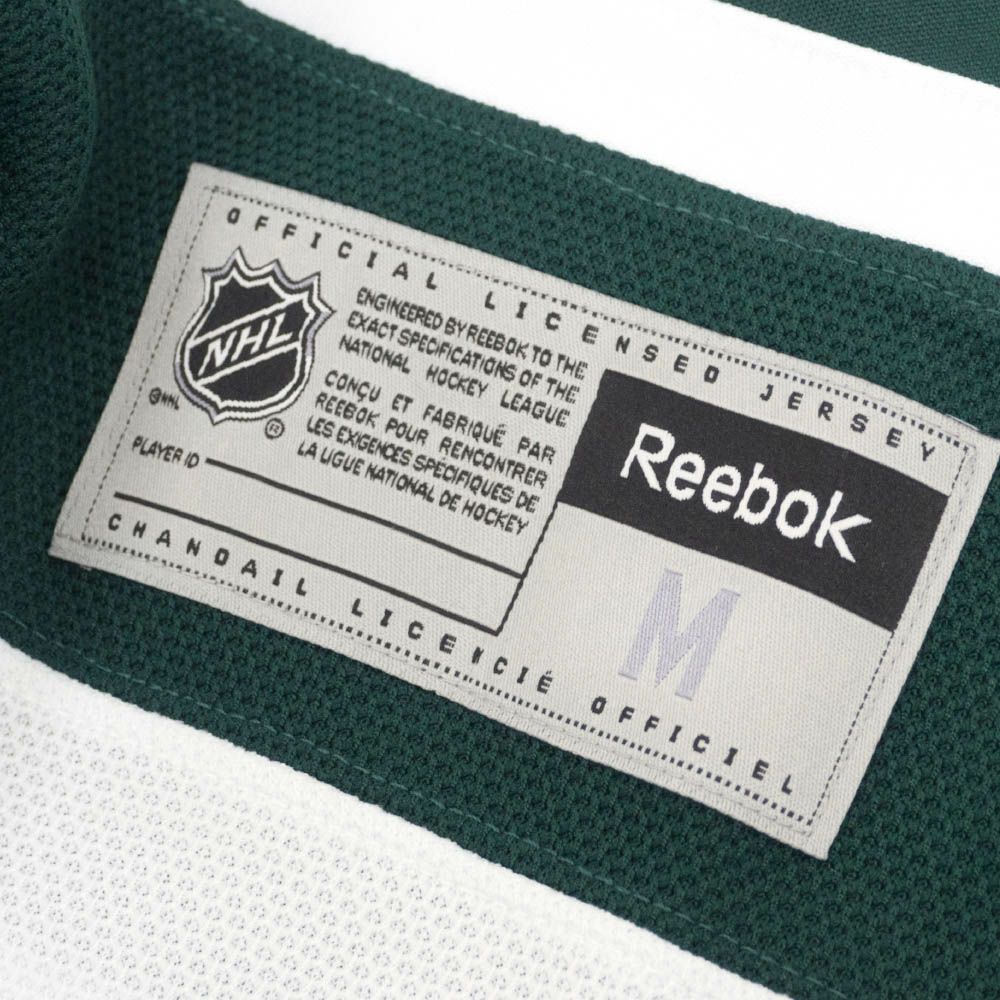 OFFICIAL LICENSED JERSEY
NHL
©NHL
ENGINEERED BY REEBOK TO THE
EXACT SPECIFICATIONS OF THE
NATIONAL HOCKEY LEAGUE
CONÇU ET FABRIQUÉ PAR
REEBOK POUR RENCONTRER
LES EXIGENCES SPÉCIFIQUES DE
LA LIGUE NATIONAL DE HOCKEY
PLAYER ID
Reebok
M
CHANDAIL LICENCIÉ OFFICIEL